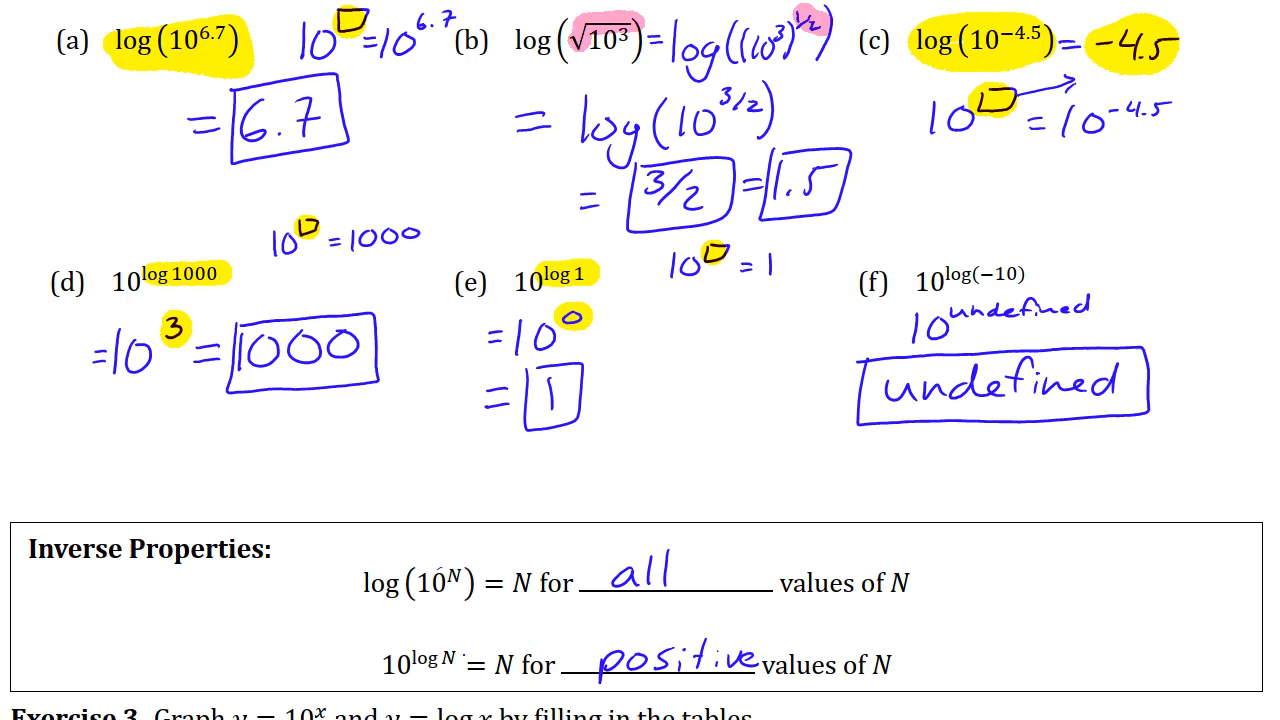 (a) log(10^6.7) 10^□ = 10^6.7
= 6.7
(b) log(√10^3) = log((10^3)^1/2)
= log(10^3/2)
= 3/2 = 1.5
(c) log(10^−4.5) = -4.5
10^□ = 10^-4.5
10^□ = 1000
(d) 10^log 1000
= 10^3 = 1000
10^□ = 1
(e) 10^log 1
= 10^0
= 1
(f) 10^log(−10)
10^undefined
undefined
Inverse Properties:
log(10^N) = N for all values of N
10^log N = N for positive values of N
Exercise 3. Graph y = 10^x and y = log x by filling in the tables.